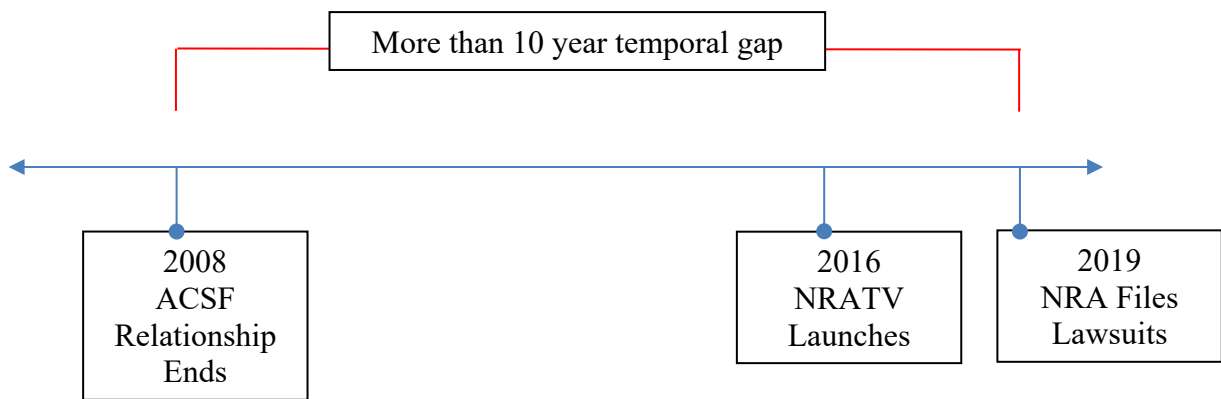 More than 10 year temporal gap
2008
ACSF
Relationship
Ends
2016
NRATV
Launches
2019
NRA Files
Lawsuits